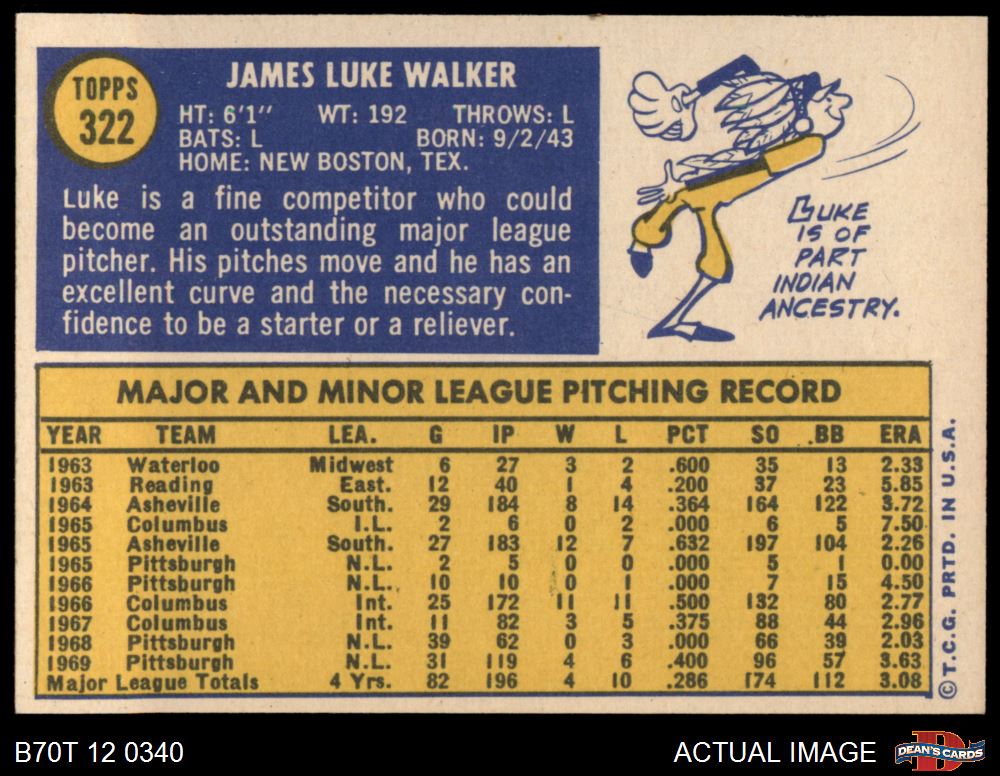 TOPPS
322
JAMES LUKE WALKER
HT: 6'1" WT: 192 THROWS: L
BATS: L BORN: 9/2/43
HOME: NEW BOSTON, TEX.
Luke is a fine competitor who could
become an outstanding major league
pitcher. His pitches move and he has an
excellent curve and the necessary con-
fidence to be a starter or a reliever.
LUKE
IS OF
PART
INDIAN
ANCESTRY.
MAJOR AND MINOR LEAGUE PITCHING RECORD
YEAR TEAM LEA. G IP W L PCT SO BB ERA
1963 Waterloo Midwest 6 27 3 2 .600 35 13 2.33
1963 Reading East. 12 40 1 4 .200 37 23 5.85
1964 Asheville South. 29 184 8 14 .364 164 122 3.72
1965 Columbus I.L. 2 6 0 2 .000 6 5 7.50
1965 Asheville South. 27 183 12 7 .632 197 104 2.26
1965 Pittsburgh N.L. 2 5 0 0 .000 5 1 0.00
1966 Pittsburgh N.L. 10 10 0 1 .000 7 15 4.50
1966 Columbus Int. 25 172 11 11 .500 132 80 2.77
1967 Columbus Int. 11 82 3 5 .375 88 44 2.96
1968 Pittsburgh N.L. 39 62 0 3 .000 66 39 2.03
1969 Pittsburgh N.L. 31 119 4 6 .400 96 57 3.63
Major League Totals 4 Yrs. 82 196 4 10 .286 174 112 3.08
© T.C.G. PRTD. IN U.S.A.
B70T 12 0340
ACTUAL IMAGE
DEAN'S CARDS